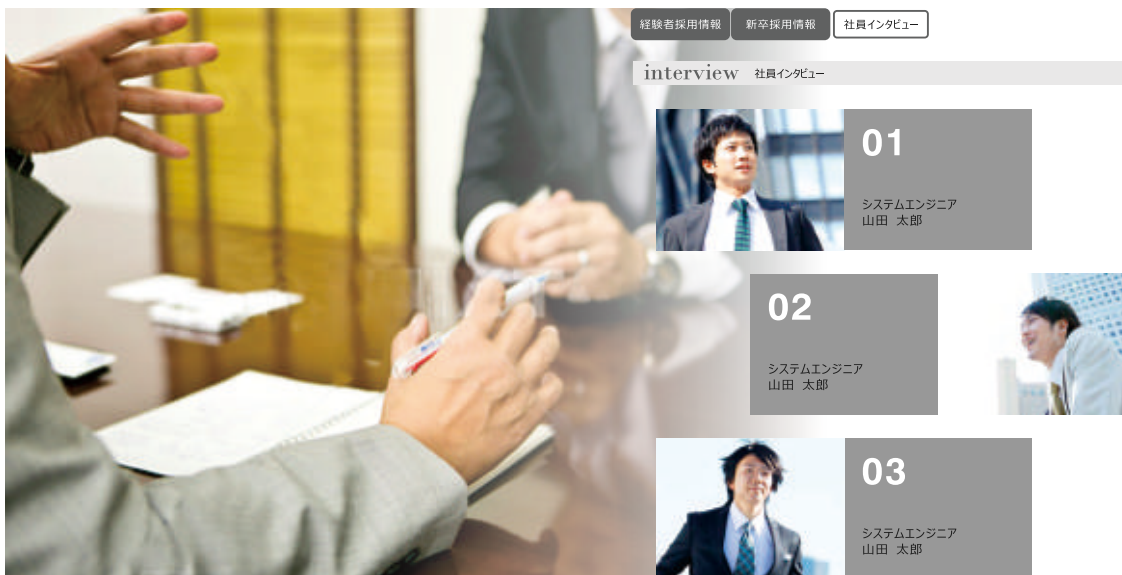 経験者採用情報
新卒採用情報
社員インタビュー
interview 社員インタビュー
01
システムエンジニア
山田 太郎
02
システムエンジニア
山田 太郎
03
システムエンジニア
山田 太郎